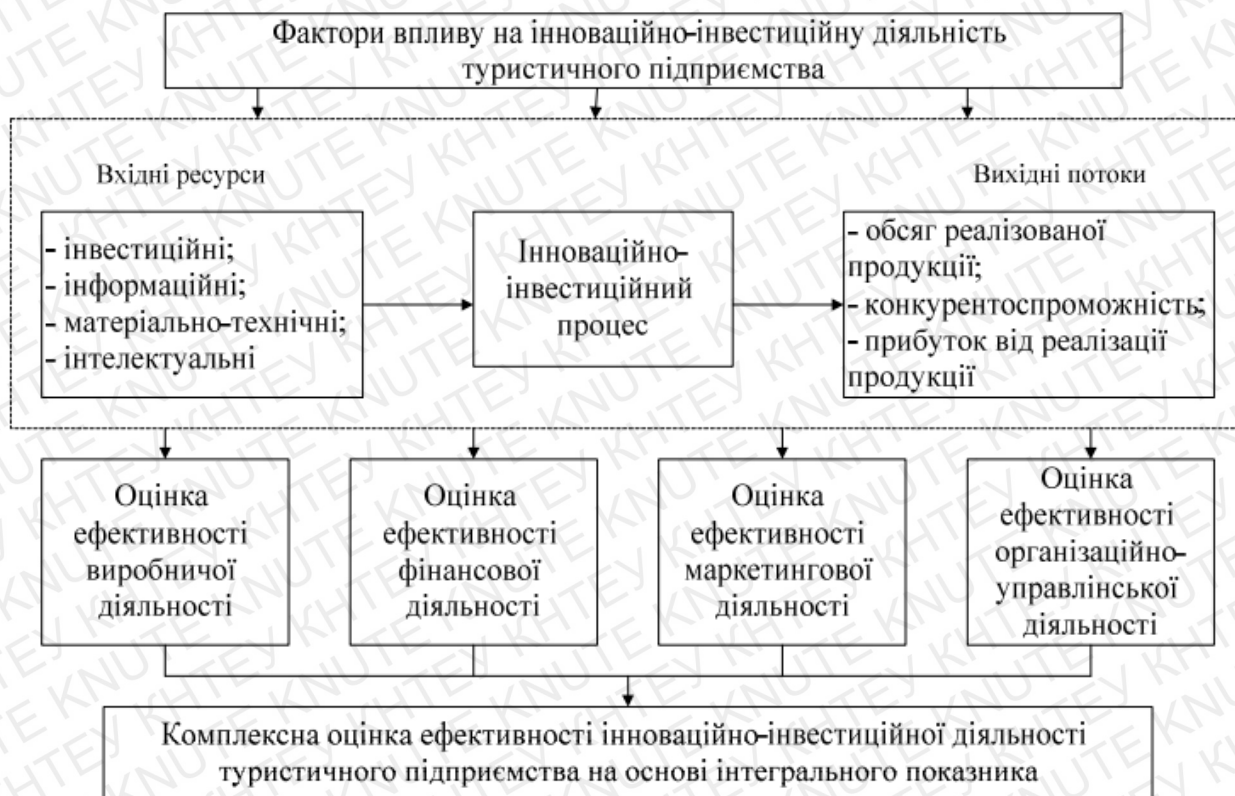 Фактори впливу на інноваційно-інвестиційну діяльність
туристичного підприємства
Вхідні ресурси
Вихідні потоки
- інвестиційні;
- інформаційні;
- матеріально-технічні;
- інтелектуальні
Інноваційно-
інвестиційний
процес
- обсяг реалізованої
продукції;
- конкурентоспроможність;
- прибуток від реалізації
продукції
Оцінка
ефективності
виробничої
діяльності
Оцінка
ефективності
фінансової
діяльності
Оцінка
ефективності
маркетингової
діяльності
Оцінка
ефективності
організаційно-
управлінської
діяльності
Комплексна оцінка ефективності інноваційно-інвестиційної діяльності
туристичного підприємства на основі інтегрального показника